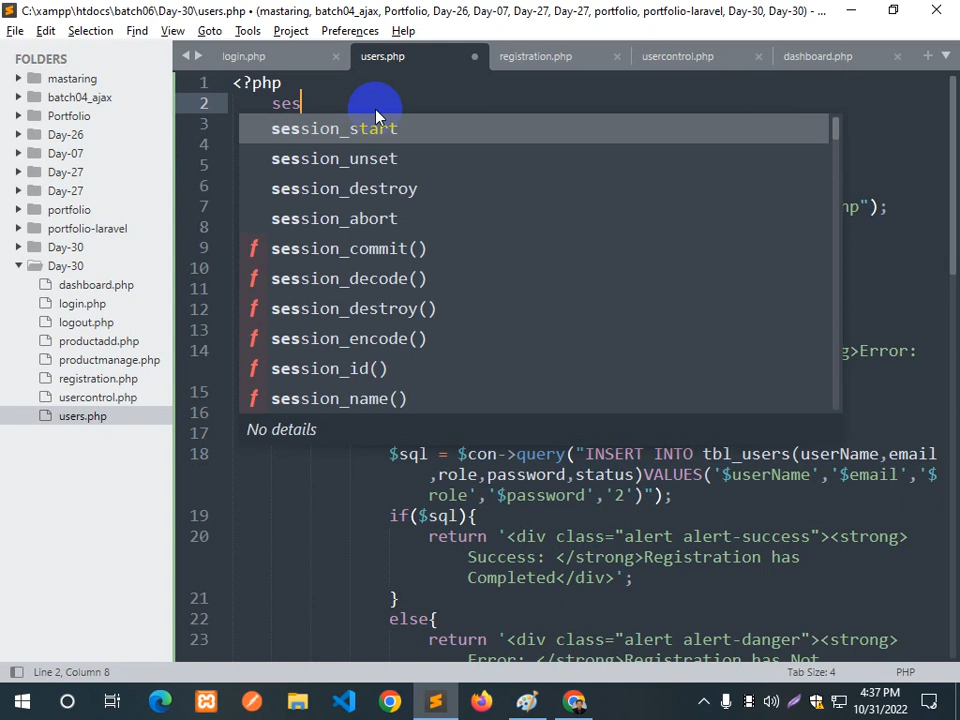 C:\xampp\htdocs\batch06\Day-30\users.php • (mastaring, batch04_ajax, Portfolio, Day-26, Day-07, Day-27, Day-27, portfolio, portfolio-laravel, Day-30, Day-30) - ...
File Edit Selection Find View Goto Tools Project Preferences Help
FOLDERS
mastaring
batch04_ajax
Portfolio
Day-26
Day-07
Day-27
Day-27
portfolio
portfolio-laravel
Day-30
Day-30
dashboard.php
login.php
logout.php
productadd.php
productmanage.php
registration.php
usercontrol.php
users.php
login.php users.php registration.php usercontrol.php dashboard.php
1 <?php
2 ses
3
4
5
6
7 np");
8
9
10
11
12
13
14 g>Error:
15
16
17
18 $sql = $con->query("INSERT INTO tbl_users(userName,email
,role,password,status)VALUES('$userName','$email','$
role','$password','2')");
19 if($sql){
20 return '<div class="alert alert-success"><strong>
Success: </strong>Registration has
Completed</div>';
21 }
22 else{
23 return '<div class="alert alert-danger"><strong>
Error: </strong>Registration has Not
session_start
session_unset
session_destroy
session_abort
f session_commit()
f session_decode()
f session_destroy()
f session_encode()
f session_id()
f session_name()
No details
Line 2, Column 8 Tab Size: 4 PHP
4:37 PM
10/31/2022